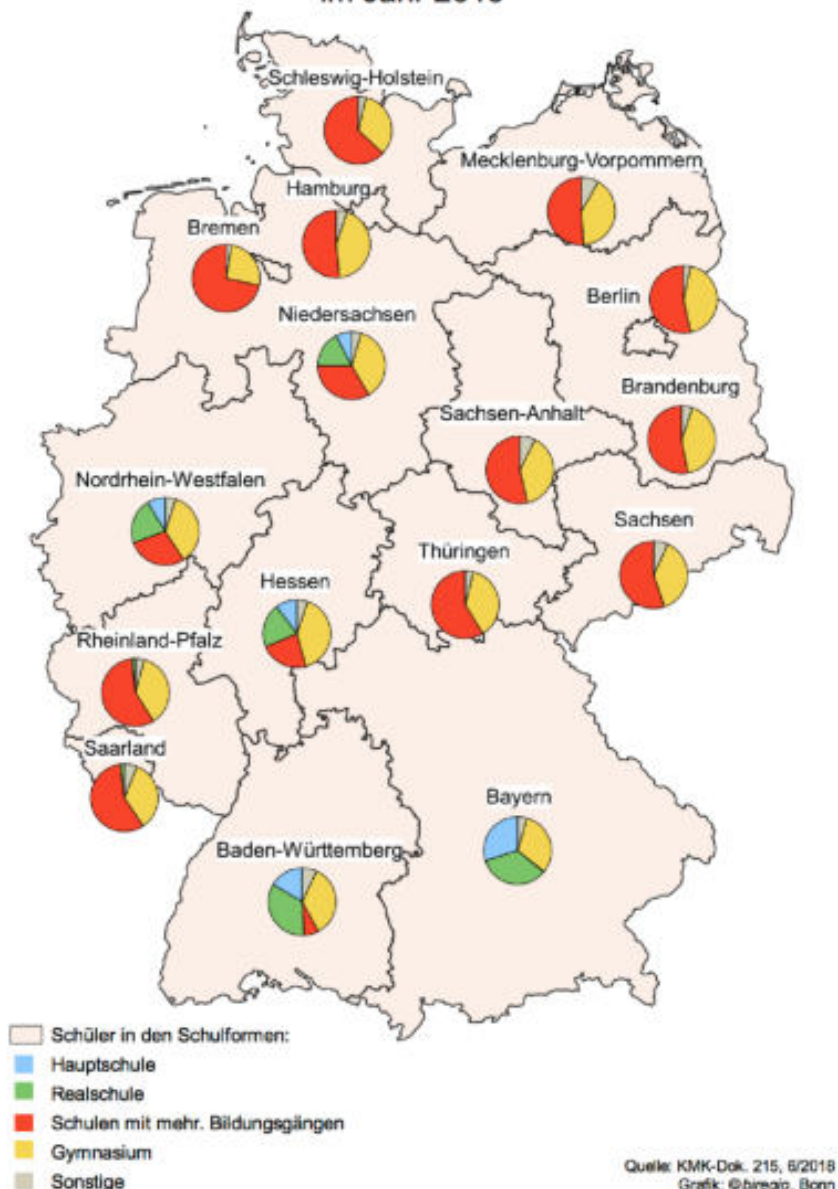 Schleswig-Holstein
Mecklenburg-Vorpommern
Hamburg
Bremen
Berlin
Niedersachsen
Brandenburg
Sachsen-Anhalt
Nordrhein-Westfalen
Sachsen
Thüringen
Hessen
Rheinland-Pfalz
Saarland
Bayern
Baden-Württemberg
Schüler in den Schulformen:
Hauptschule
Realschule
Schulen mit mehr. Bildungsgängen
Gymnasium
Sonstige
Quelle: KMK-Dok. 215, 6/2018
Grafik: ©biregio, Bonn